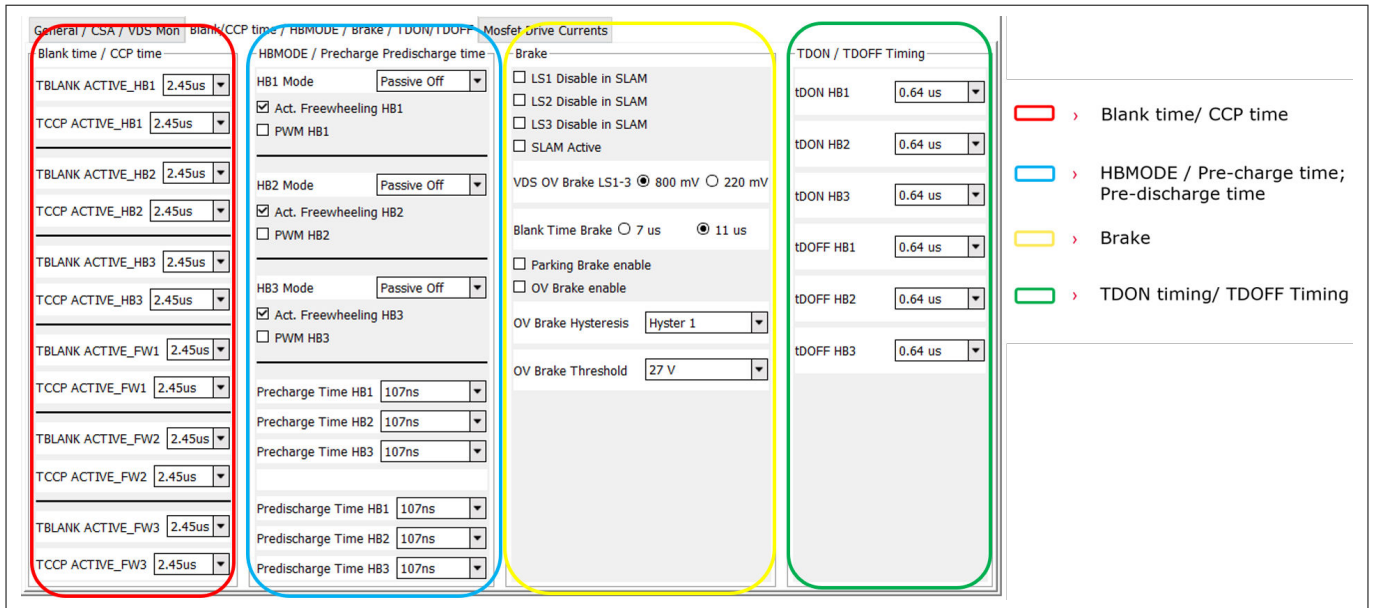 General / CSA / VDS Mon Blank/CCP time / HBMODE / Brake / TDON/TDOFF Mosfet Drive Currents
Blank time / CCP time
TBLANK ACTIVE_HB1 2.45us
TCCP ACTIVE_HB1 2.45us
TBLANK ACTIVE_HB2 2.45us
TCCP ACTIVE_HB2 2.45us
TBLANK ACTIVE_HB3 2.45us
TCCP ACTIVE_HB3 2.45us
TBLANK ACTIVE_FW1 2.45us
TCCP ACTIVE_FW1 2.45us
TBLANK ACTIVE_FW2 2.45us
TCCP ACTIVE_FW2 2.45us
TBLANK ACTIVE_FW3 2.45us
TCCP ACTIVE_FW3 2.45us
HBMODE / Precharge Predischarge time
HB1 Mode Passive Off
Act. Freewheeling HB1
PWM HB1
HB2 Mode Passive Off
Act. Freewheeling HB2
PWM HB2
HB3 Mode Passive Off
Act. Freewheeling HB3
PWM HB3
Precharge Time HB1 107ns
Precharge Time HB2 107ns
Precharge Time HB3 107ns
Predischarge Time HB1 107ns
Predischarge Time HB2 107ns
Predischarge Time HB3 107ns
Brake
LS1 Disable in SLAM
LS2 Disable in SLAM
LS3 Disable in SLAM
SLAM Active
VDS OV Brake LS1-3 800 mV 220 mV
Blank Time Brake 7 us 11 us
Parking Brake enable
OV Brake enable
OV Brake Hysteresis Hyster 1
OV Brake Threshold 27 V
TDON / TDOFF Timing
tDON HB1 0.64 us
tDON HB2 0.64 us
tDON HB3 0.64 us
tDOFF HB1 0.64 us
tDOFF HB2 0.64 us
tDOFF HB3 0.64 us
› Blank time/ CCP time
› HBMODE / Pre-charge time;
Pre-discharge time
› Brake
› TDON timing/ TDOFF Timing